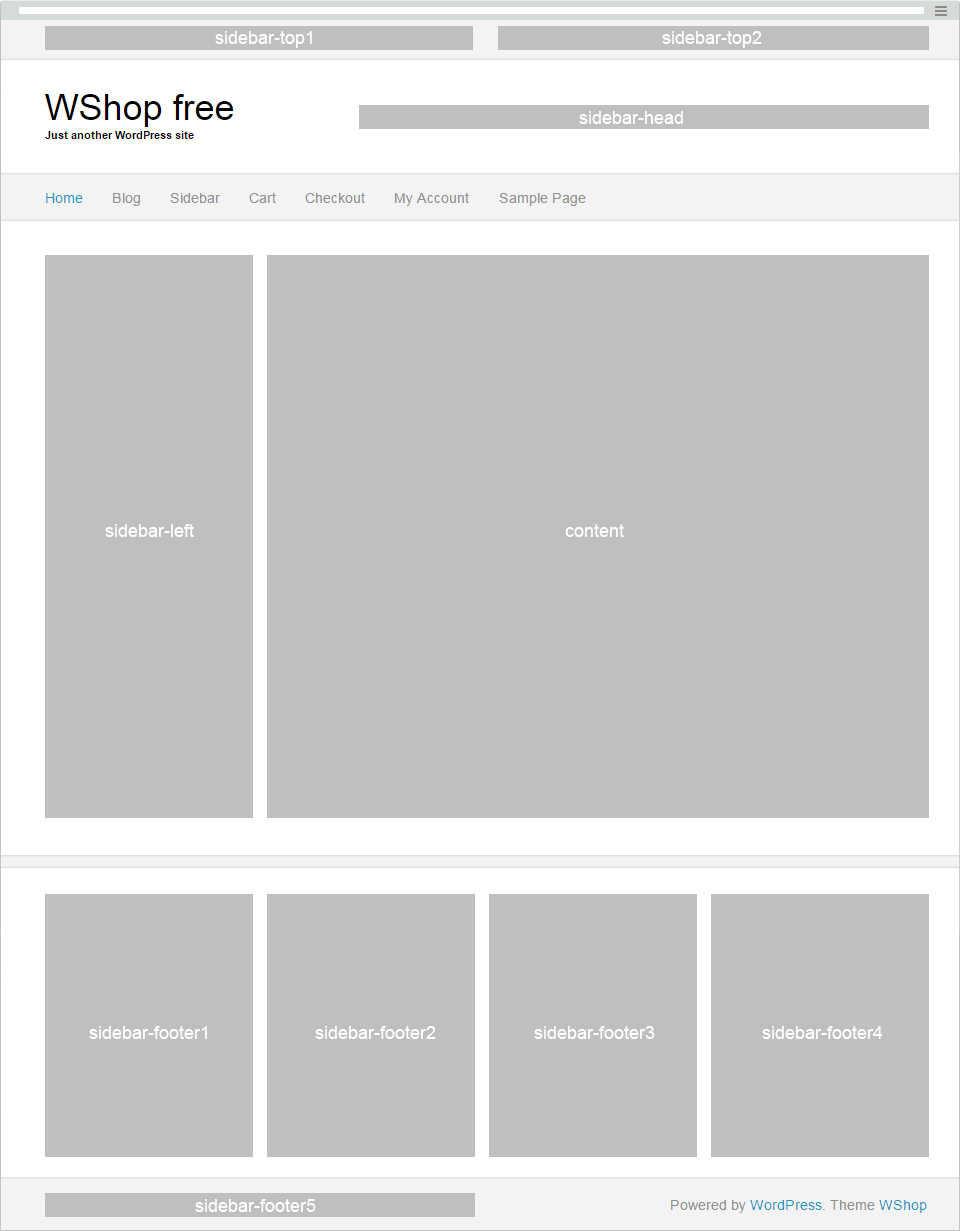 sidebar-top1 sidebar-top2
WShop free
Just another WordPress site
sidebar-head
Home Blog Sidebar Cart Checkout My Account Sample Page
sidebar-left content
sidebar-footer1 sidebar-footer2 sidebar-footer3 sidebar-footer4
sidebar-footer5 Powered by WordPress. Theme WShop